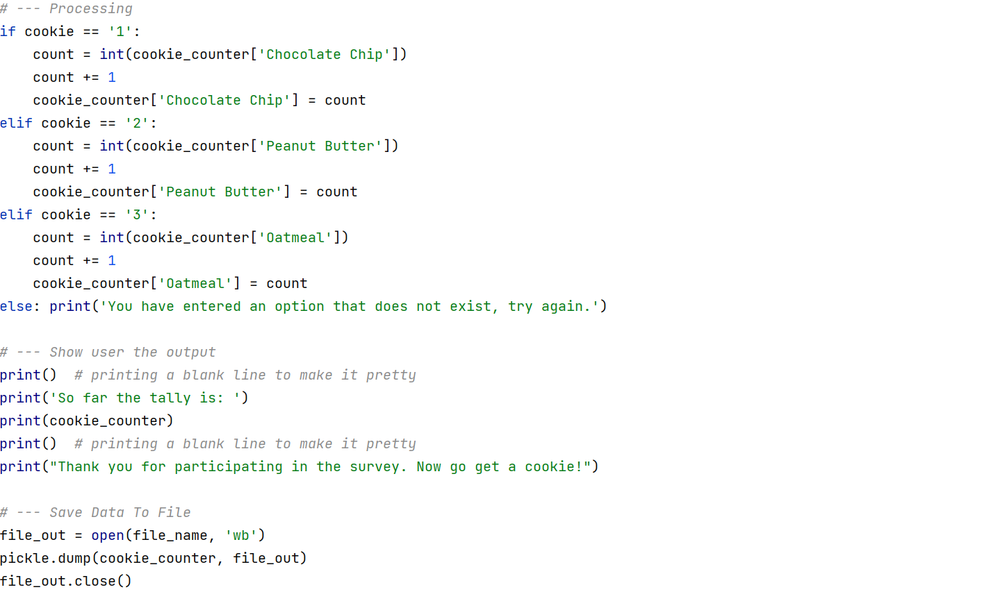 # --- Processing
if cookie == '1':
    count = int(cookie_counter['Chocolate Chip'])
    count += 1
    cookie_counter['Chocolate Chip'] = count
elif cookie == '2':
    count = int(cookie_counter['Peanut Butter'])
    count += 1
    cookie_counter['Peanut Butter'] = count
elif cookie == '3':
    count = int(cookie_counter['Oatmeal'])
    count += 1
    cookie_counter['Oatmeal'] = count
else: print('You have entered an option that does not exist, try again.')

# --- Show user the output
print()  # printing a blank line to make it pretty
print('So far the tally is: ')
print(cookie_counter)
print()  # printing a blank line to make it pretty
print("Thank you for participating in the survey. Now go get a cookie!")

# --- Save Data To File
file_out = open(file_name, 'wb')
pickle.dump(cookie_counter, file_out)
file_out.close()